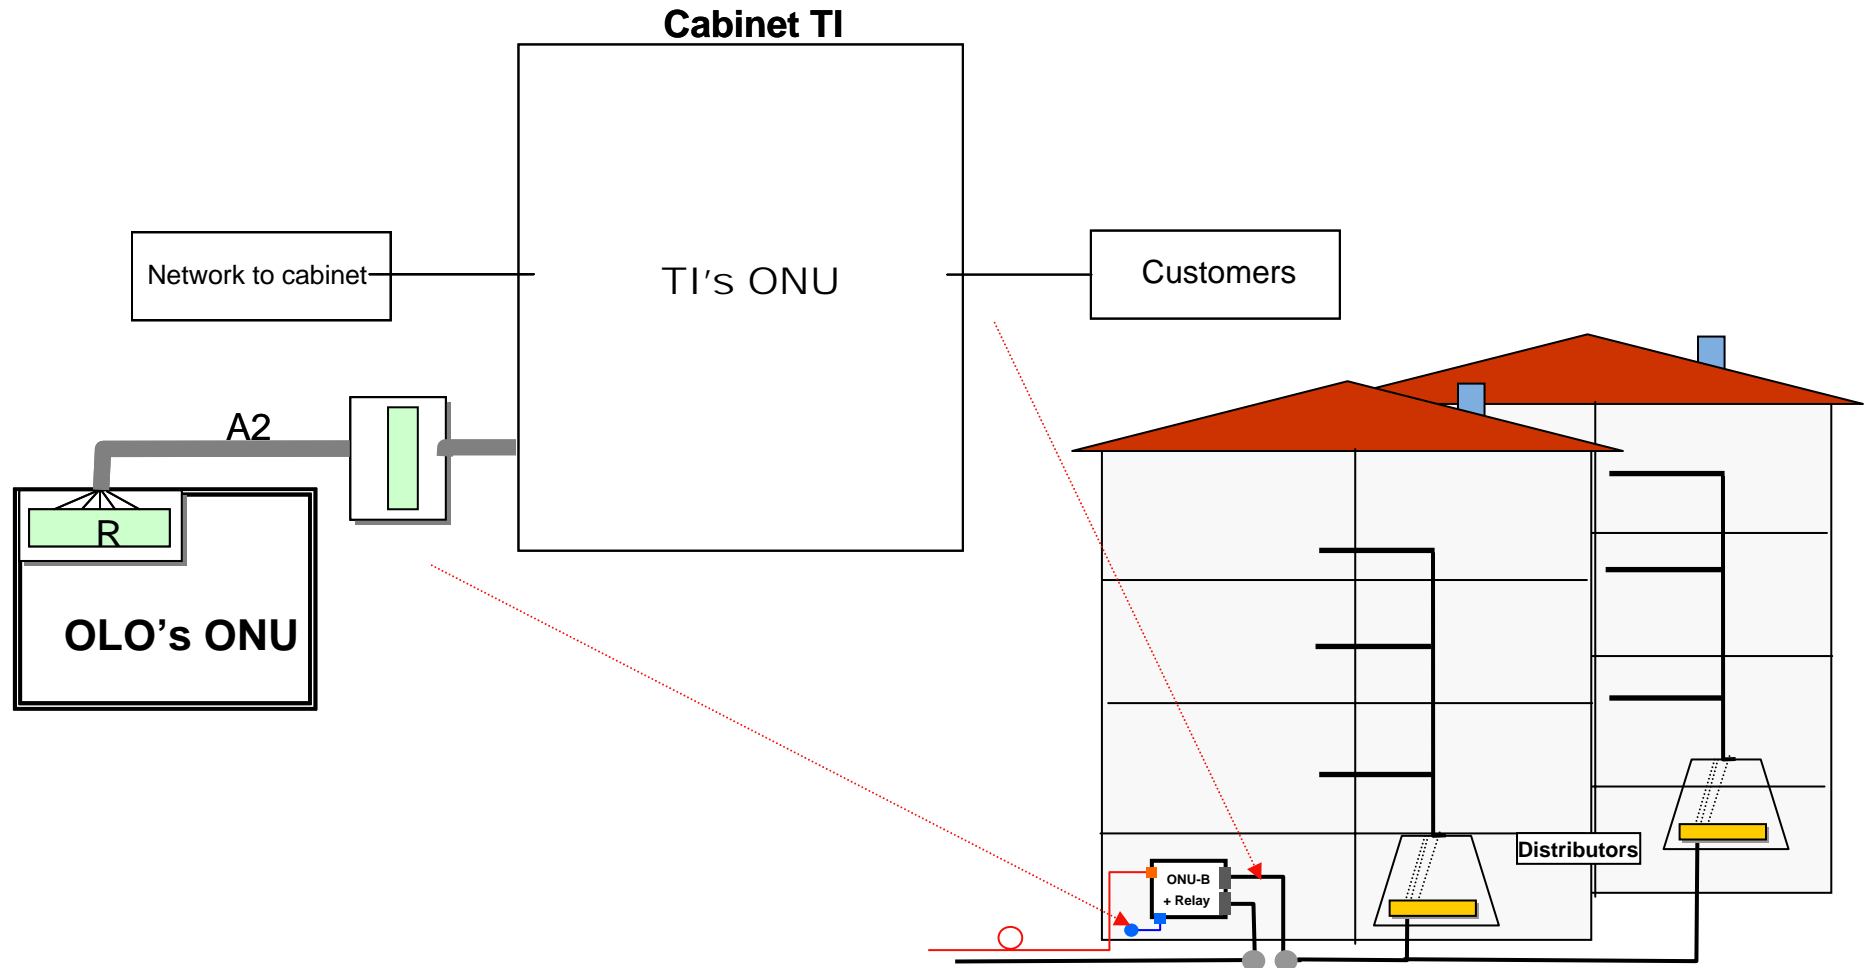 Cabinet TI
Network to cabinet
TI's ONU
Customers
A2
R
OLO’s ONU
Distributors
ONU-B
+ Relay